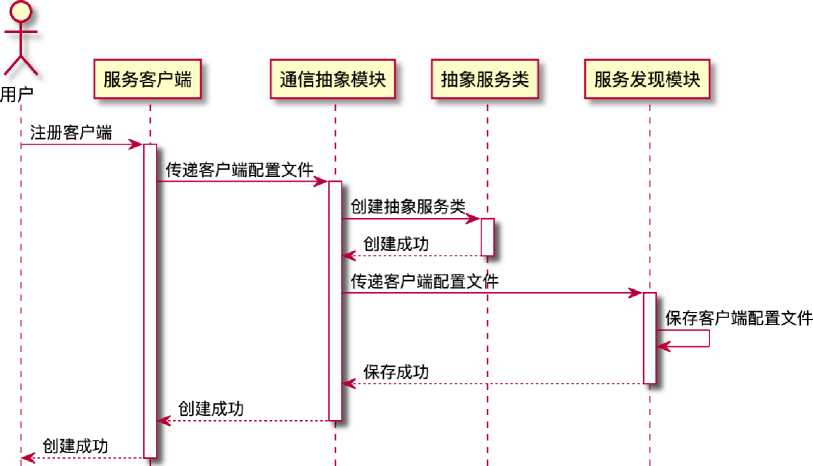 服务客户端
通信抽象模块
抽象服务类
服务发现模块
用户
注册客户端
传递客户端配置文件
创建抽象服务类
创建成功
传递客户端配置文件
保存客户端配置文件
保存成功
创建成功
创建成功